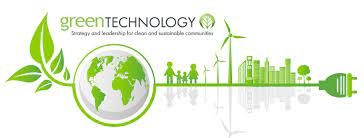 greenTECHNOLOGY
Strategy and leadership for clean and sustainable communities